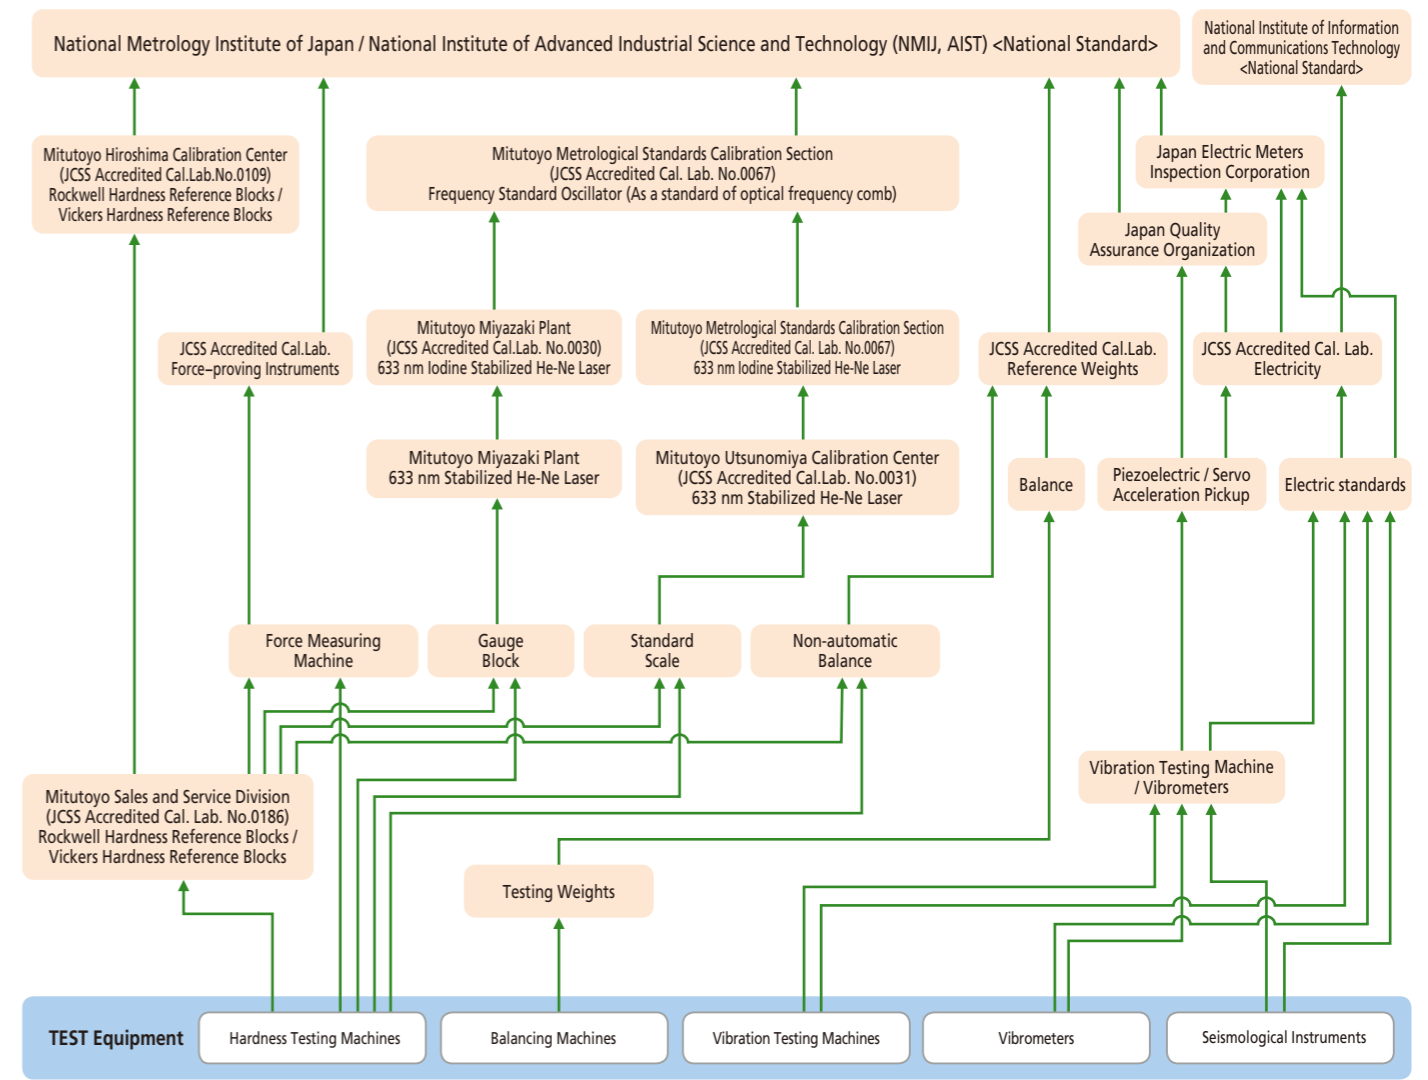 National Metrology Institute of Japan / National Institute of Advanced Industrial Science and Technology (NMIJ, AIST) <National Standard>
National Institute of Information
and Communications Technology
<National Standard>
Mitutoyo Hiroshima Calibration Center
(JCSS Accredited Cal.Lab.No.0109)
Rockwell Hardness Reference Blocks /
Vickers Hardness Reference Blocks
Mitutoyo Metrological Standards Calibration Section
(JCSS Accredited Cal. Lab. No.0067)
Frequency Standard Oscillator (As a standard of optical frequency comb)
Japan Electric Meters
Inspection Corporation
Japan Quality
Assurance Organization
JCSS Accredited Cal.Lab.
Force–proving Instruments
Mitutoyo Miyazaki Plant
(JCSS Accredited Cal.Lab. No.0030)
633 nm Iodine Stabilized He-Ne Laser
Mitutoyo Metrological Standards Calibration Section
(JCSS Accredited Cal. Lab. No.0067)
633 nm Iodine Stabilized He-Ne Laser
JCSS Accredited Cal.Lab.
Reference Weights
JCSS Accredited Cal. Lab.
Electricity
Mitutoyo Miyazaki Plant
633 nm Stabilized He-Ne Laser
Mitutoyo Utsunomiya Calibration Center
(JCSS Accredited Cal.Lab. No.0031)
633 nm Stabilized He-Ne Laser
Balance
Piezoelectric / Servo
Acceleration Pickup
Electric standards
Force Measuring
Machine
Gauge
Block
Standard
Scale
Non-automatic
Balance
Mitutoyo Sales and Service Division
(JCSS Accredited Cal. Lab. No.0186)
Rockwell Hardness Reference Blocks /
Vickers Hardness Reference Blocks
Vibration Testing Machine
/ Vibrometers
Testing Weights
TEST Equipment
Hardness Testing Machines
Balancing Machines
Vibration Testing Machines
Vibrometers
Seismological Instruments